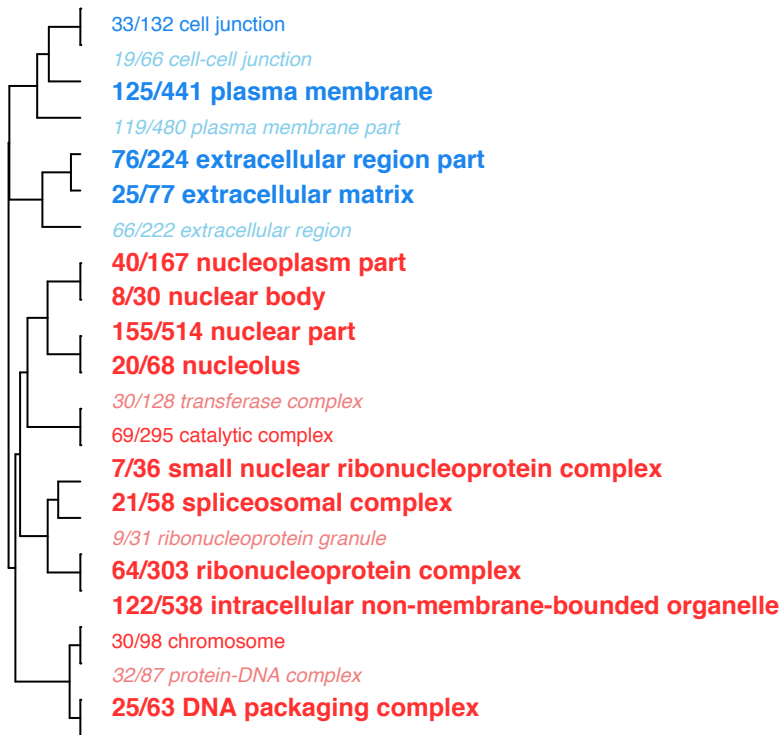 33/132 cell junction
19/66 cell-cell junction
125/441 plasma membrane
119/480 plasma membrane part
76/224 extracellular region part
25/77 extracellular matrix
66/222 extracellular region
40/167 nucleoplasm part
8/30 nuclear body
155/514 nuclear part
20/68 nucleolus
30/128 transferase complex
69/295 catalytic complex
7/36 small nuclear ribonucleoprotein complex
21/58 spliceosomal complex
9/31 ribonucleoprotein granule
64/303 ribonucleoprotein complex
122/538 intracellular non-membrane-bounded organelle
30/98 chromosome
32/87 protein-DNA complex
25/63 DNA packaging complex